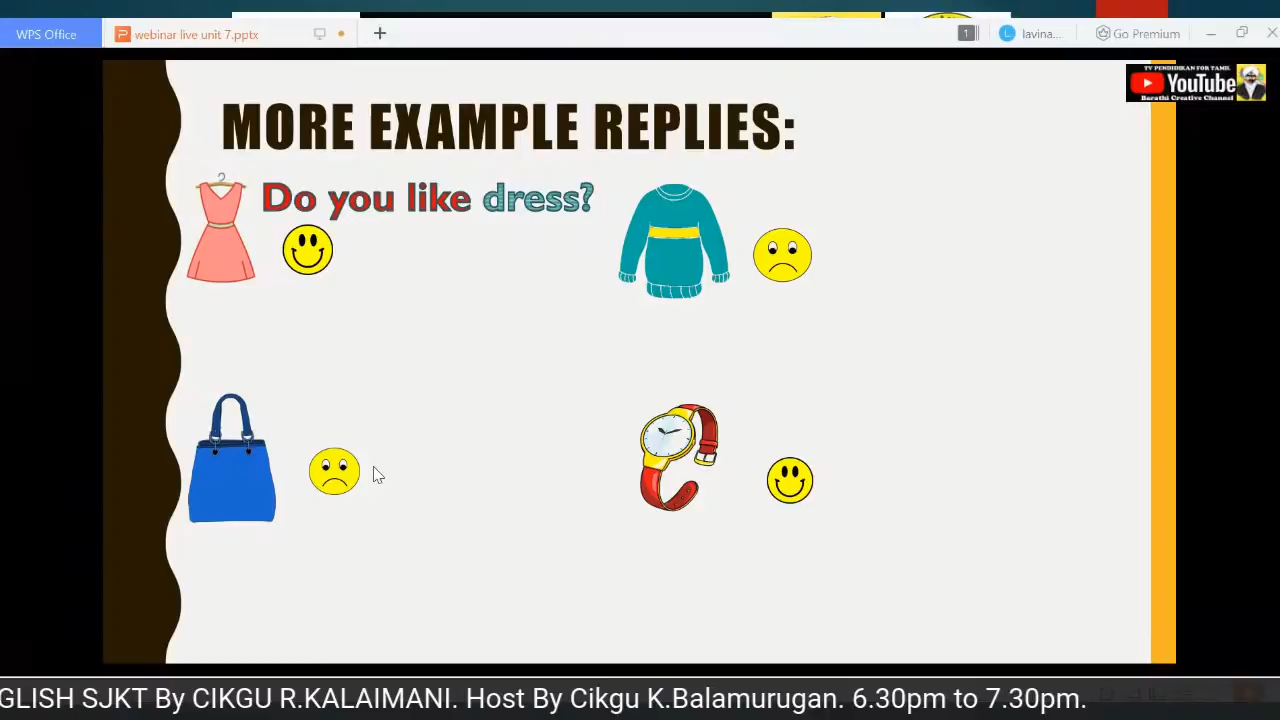 WPS Office
webinar live unit 7.pptx
1
lavina...
Go Premium
TV PENDIDIKAN FOR TAMIL
YouTube
Barathi Creative Channel
MORE EXAMPLE REPLIES:
Do you like dress?
GLISH SJKT By CIKGU R.KALAIMANI. Host By Cikgu K.Balamurugan. 6.30pm to 7.30pm.